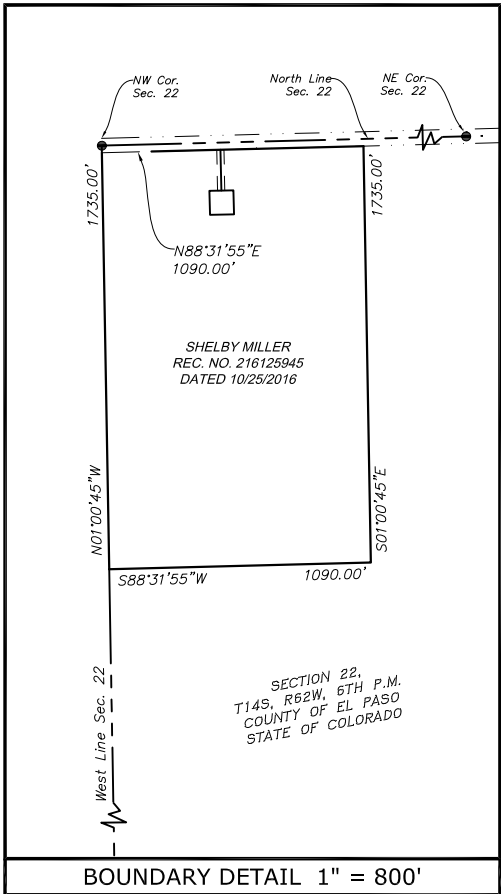 NW Cor.
Sec. 22
North Line
Sec. 22
NE Cor.
Sec. 22
1735.00'
1735.00'
N88°31'55"E
1090.00'
SHELBY MILLER
REC. NO. 216125945
DATED 10/25/2016
N01°00'45"W
S01°00'45"E
S88°31'55"W
1090.00'
West Line Sec. 22
SECTION 22,
T14S, R62W, 6TH P.M.
COUNTY OF EL PASO
STATE OF COLORADO
BOUNDARY DETAIL 1" = 800'